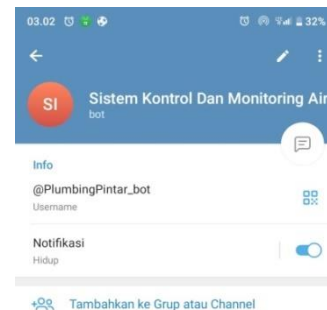 03.02 32%
SI
Sistem Kontrol Dan Monitoring Air
bot
Info
@PlumbingPintar_bot
Username
Notifikasi
Hidup
Tambahkan ke Grup atau Channel